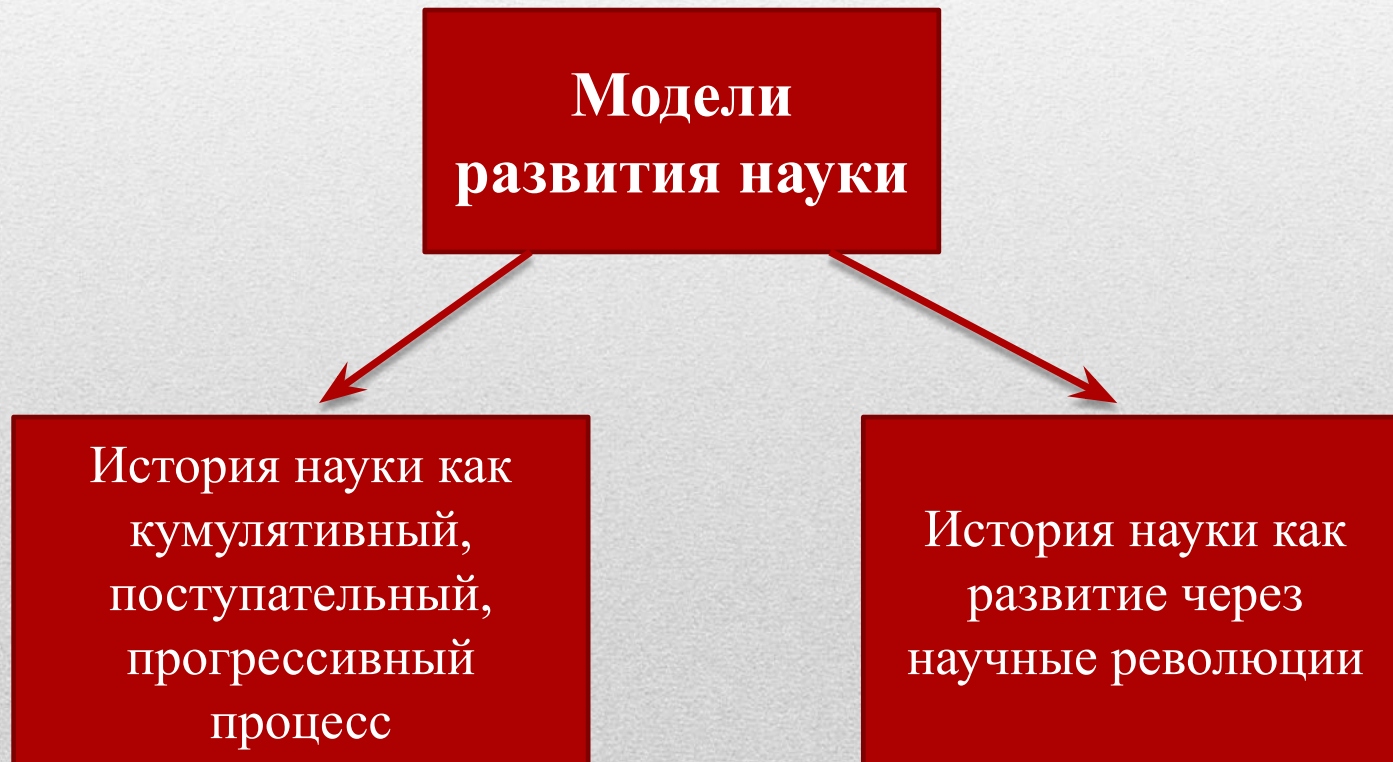 Модели
развития науки
История науки как
кумулятивный,
поступательный,
прогрессивный
процесс
История науки как
развитие через
научные революции